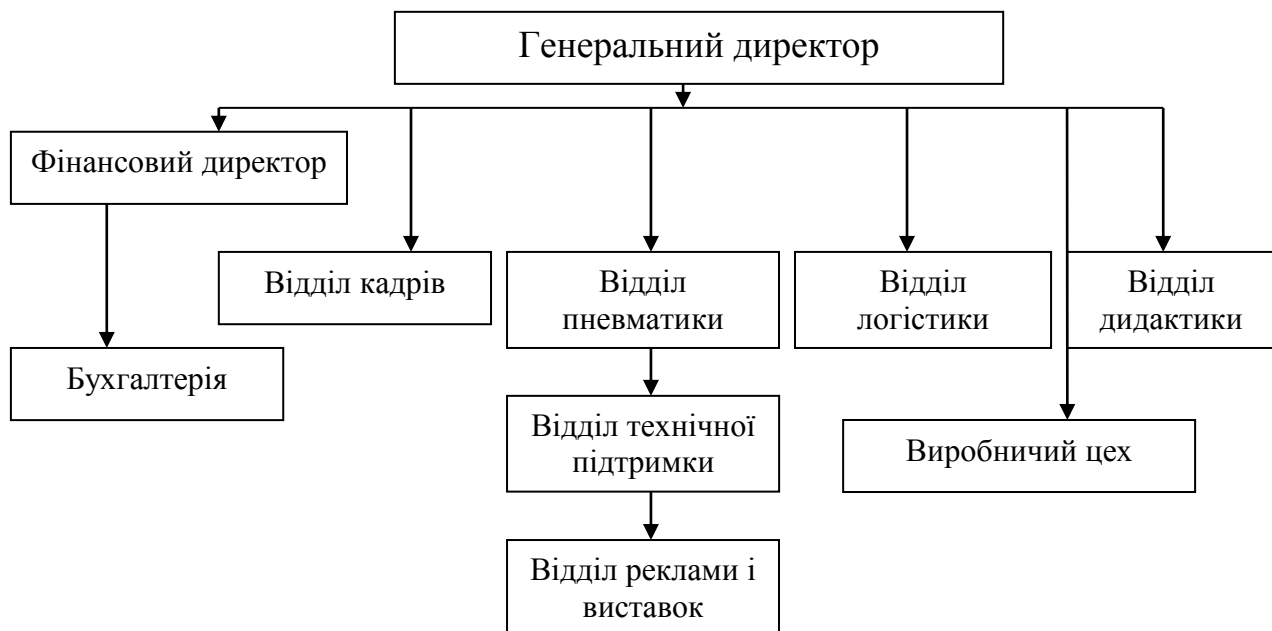 Генеральний директор
Фінансовий директор
Відділ кадрів
Відділ
пневматики
Відділ
логістики
Відділ
дидактики
Бухгалтерія
Відділ технічної
підтримки
Виробничий цех
Відділ реклами і
виставок